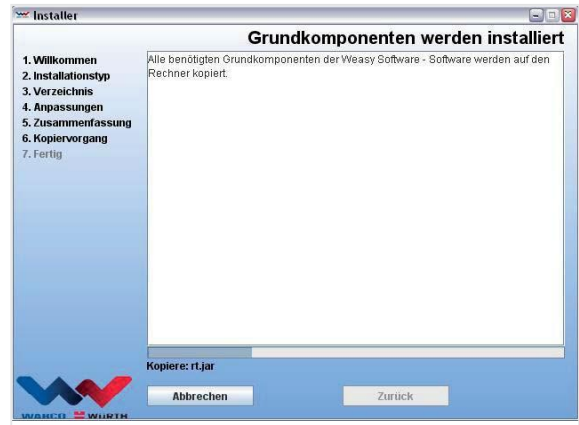 Installer
Grundkomponenten werden installiert
1. Willkommen
2. Installationstyp
3. Verzeichnis
4. Anpassungen
5. Zusammenfassung
6. Kopiervorgang
7. Fertig
Alle benötigten Grundkomponenten der Weasy Software - Software werden auf den
Rechner kopiert.
Kopiere: rt.jar
Abbrechen
Zurück
WABCO WÜRTH